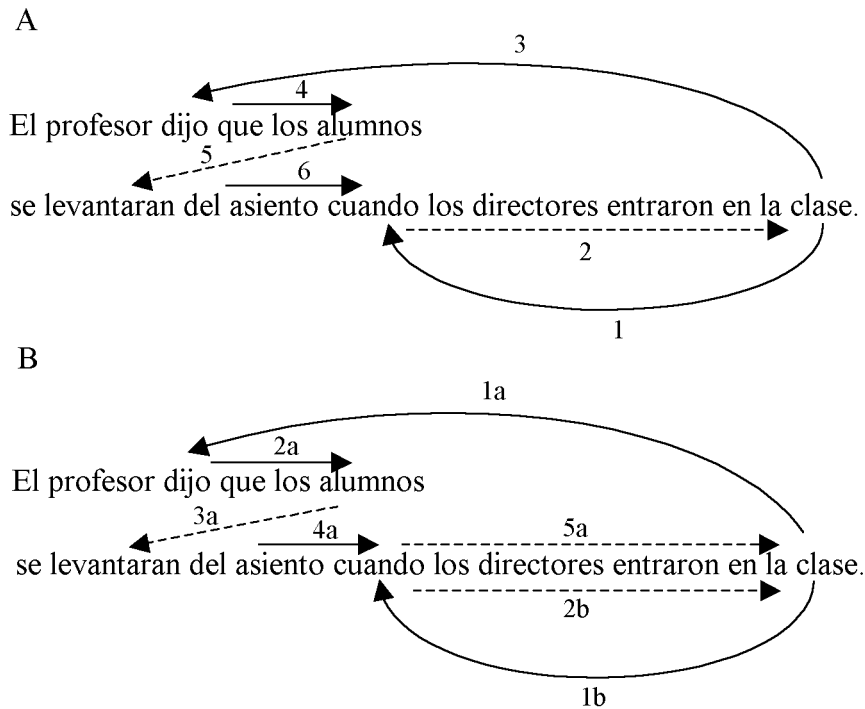 A
3
4
El profesor dijo que los alumnos
5
6
se levantaran del asiento cuando los directores entraron en la clase.
2
1
B
1a
2a
El profesor dijo que los alumnos
3a
4a 5a
se levantaran del asiento cuando los directores entraron en la clase.
2b
1b